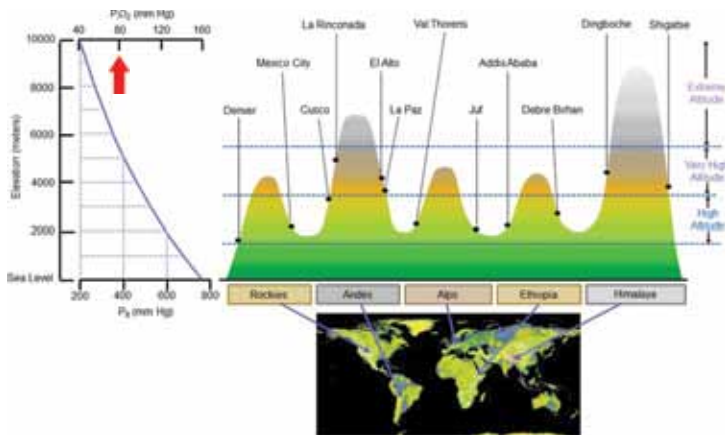 PIO₂ (mm Hg)
40 80 120 160
10000
8000
6000
4000
2000
Sea Level
Elevation (meters)
200 400 600 800
PB (mm Hg)
La Rinconada
Val Thorens
Dingboche
Shigatse
Mexico City
El Alto
Addis Ababa
Denver
Cusco
La Paz
Juf
Debre Birhan
Extreme
Altitude
Very High
Altitude
High
Altitude
Rockies
Andes
Alps
Ethiopia
Himalaya